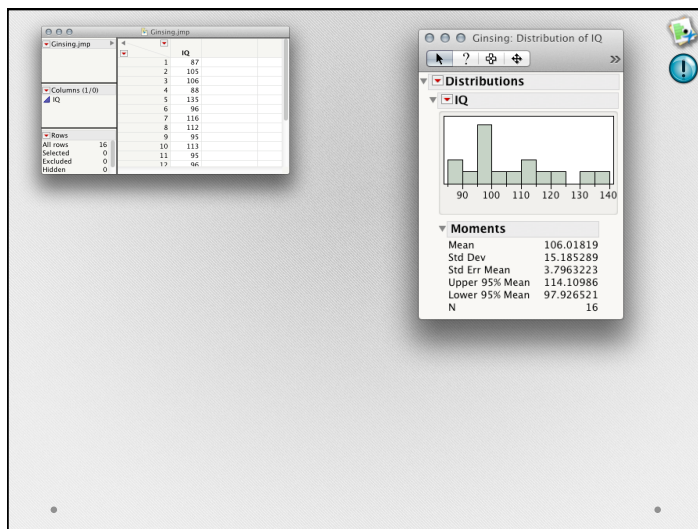 Ginsing.jmp
Ginsing.jmp
IQ
1 87
2 105
3 106
4 88
5 135
6 96
7 116
8 112
9 95
10 113
11 95
12 96
Columns (1/0)
IQ
Rows
All rows 16
Selected 0
Excluded 0
Hidden 0
Ginsing: Distribution of IQ
?
»
Distributions
IQ
90 100 110 120 130 140
Moments
Mean 106.01819
Std Dev 15.185289
Std Err Mean 3.7963223
Upper 95% Mean 114.10986
Lower 95% Mean 97.926521
N 16
!